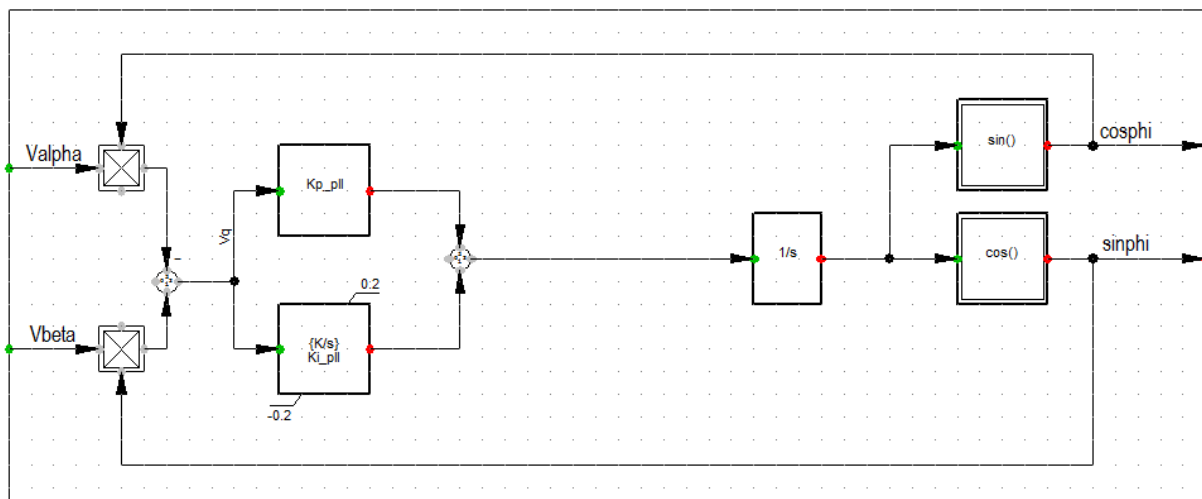 sin()
cosphi
Valpha
Kp_pll
Vq
-
1/s
cos()
sinphi
0.2
Vbeta
{K/s}
Ki_pll
-0.2